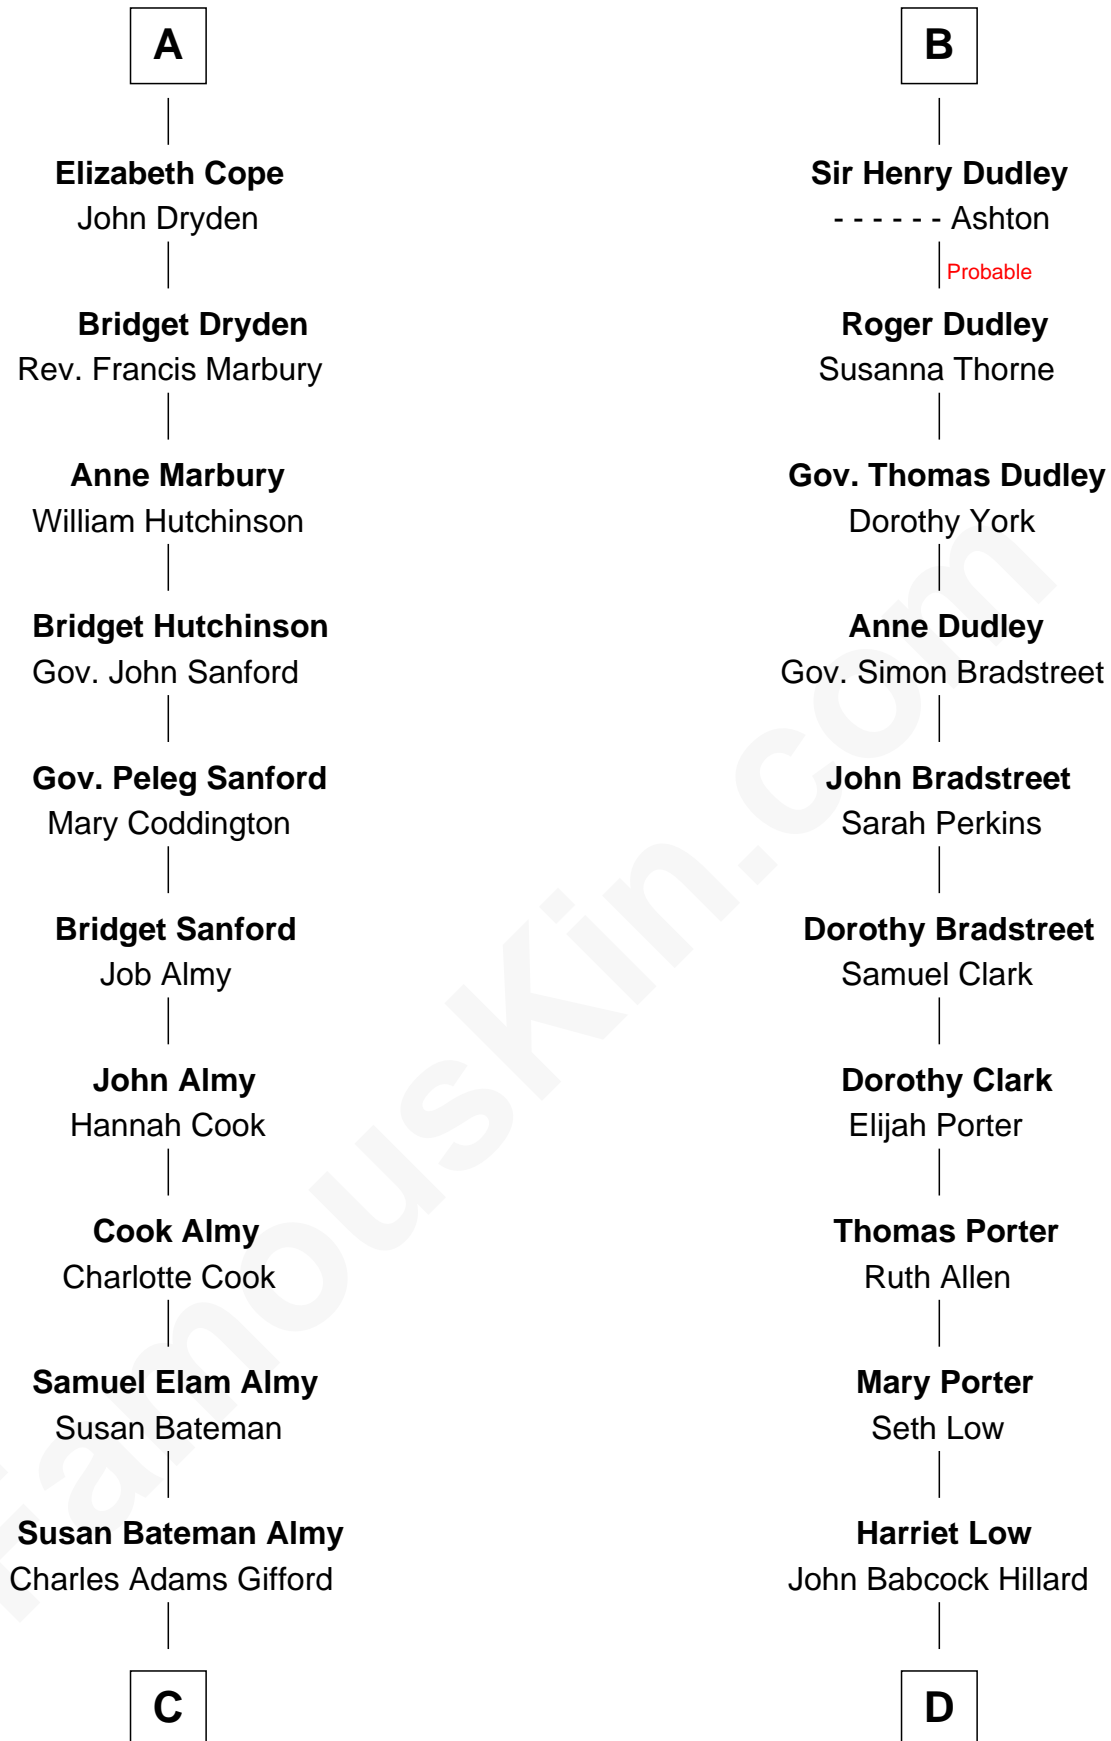 A
Elizabeth Cope
John Dryden
Bridget Dryden
Rev. Francis Marbury
Anne Marbury
William Hutchinson
Bridget Hutchinson
Gov. John Sanford
Gov. Peleg Sanford
Mary Coddington
Bridget Sanford
Job Almy
John Almy
Hannah Cook
Cook Almy
Charlotte Cook
Samuel Elam Almy
Susan Bateman
Susan Bateman Almy
Charles Adams Gifford
C
B
Sir Henry Dudley
- - - - - - Ashton
Probable
Roger Dudley
Susanna Thorne
Gov. Thomas Dudley
Dorothy York
Anne Dudley
Gov. Simon Bradstreet
John Bradstreet
Sarah Perkins
Dorothy Bradstreet
Samuel Clark
Dorothy Clark
Elijah Porter
Thomas Porter
Ruth Allen
Mary Porter
Seth Low
Harriet Low
John Babcock Hillard
D
FamousKin.com